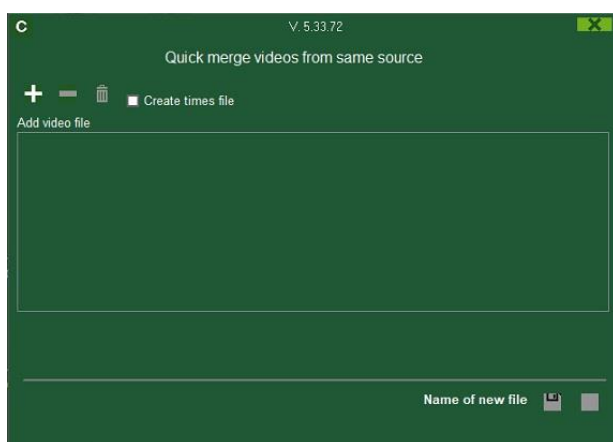 C
V. 5.33.72
X
Quick merge videos from same source
Create times file
Add video file
Name of new file